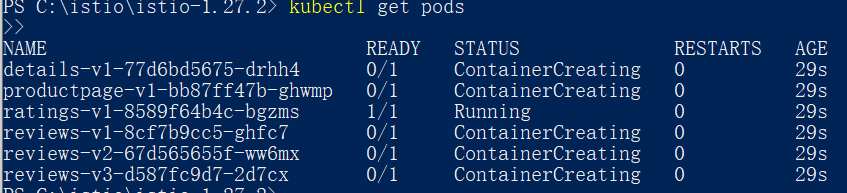 PS C:\istio\istio-1.27.2> kubectl get pods
>>
NAME READY STATUS RESTARTS AGE
details-v1-77d6bd5675-drhh4 0/1 ContainerCreating 0 29s
productpage-v1-bb87ff47b-ghwmp 0/1 ContainerCreating 0 29s
ratings-v1-8589f64b4c-bgzms 1/1 Running 0 29s
reviews-v1-8cf7b9cc5-ghfc7 0/1 ContainerCreating 0 29s
reviews-v2-67d565655f-ww6mx 0/1 ContainerCreating 0 29s
reviews-v3-d587fc9d7-2d7cx 0/1 ContainerCreating 0 29s
PS C:\istio\istio-1.27.2>